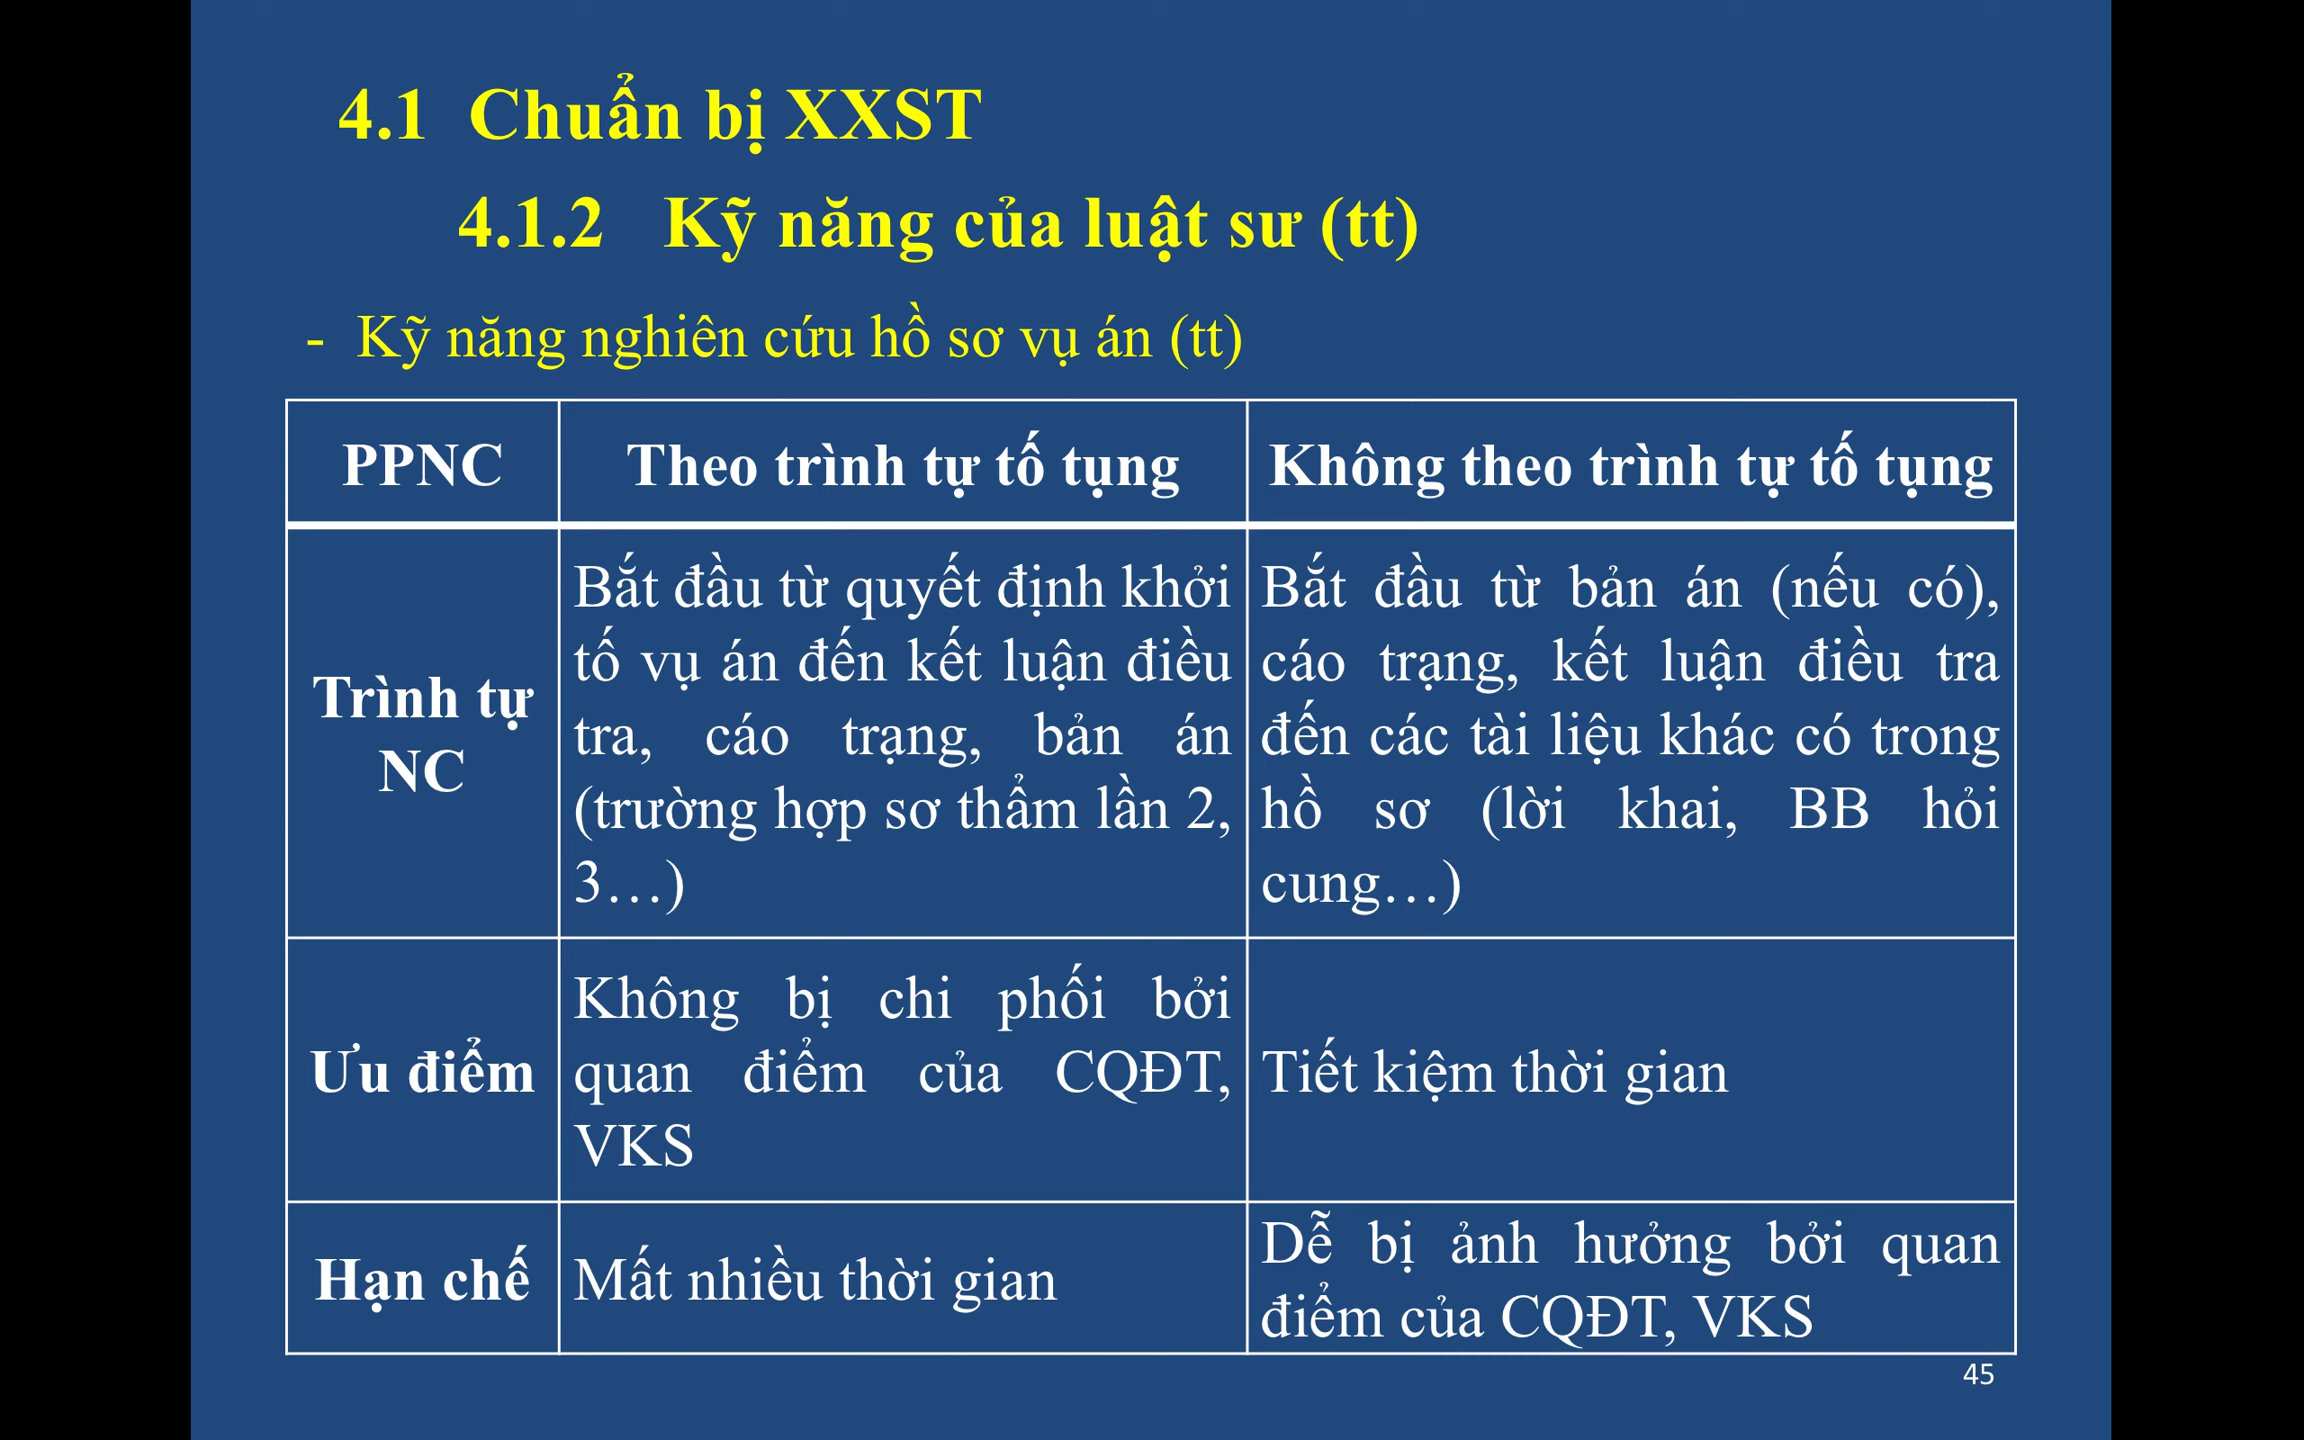 4.1 Chuẩn bị XXST
4.1.2 Kỹ năng của luật sư (tt)
- Kỹ năng nghiên cứu hồ sơ vụ án (tt)
PPNC
Theo trình tự tố tụng
Không theo trình tự tố tụng
Trình tự
NC
Bắt đầu từ quyết định khởi
tố vụ án đến kết luận điều
tra, cáo trạng, bản án
(trường hợp sơ thẩm lần 2,
3…)
Bắt đầu từ bản án (nếu có),
cáo trạng, kết luận điều tra
đến các tài liệu khác có trong
hồ sơ (lời khai, BB hỏi
cung…)
Ưu điểm
Không bị chi phối bởi
quan điểm của CQĐT,
VKS
Tiết kiệm thời gian
Hạn chế
Mất nhiều thời gian
Dễ bị ảnh hưởng bởi quan
điểm của CQĐT, VKS
45